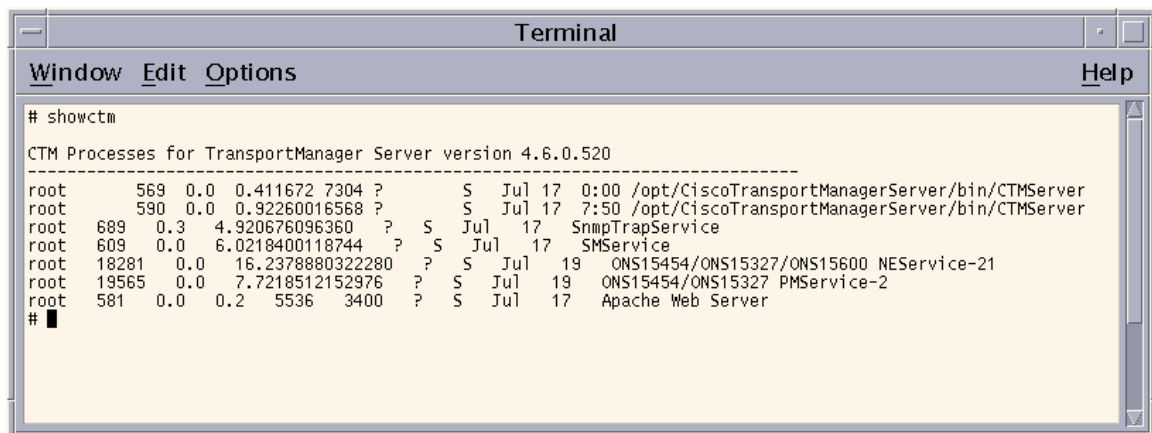 Terminal
Window Edit Options Help
# showctm
CTM Processes for TransportManager Server version 4.6.0.520
-----------------------------------------------------------------------------
root 569 0.0 0.411672 7304 ? S Jul 17 0:00 /opt/CiscoTransportManagerServer/bin/CTMServer
root 590 0.0 0.92260016568 ? S Jul 17 7:50 /opt/CiscoTransportManagerServer/bin/CTMServer
root 689 0.3 4.920676096360 ? S Jul 17 SnmpTrapService
root 609 0.0 6.0218400118744 ? S Jul 17 SMService
root 18281 0.0 16.2378880322280 ? S Jul 19 ONS15454/ONS15327/ONS15600 NEService-21
root 19565 0.0 7.7218512152976 ? S Jul 19 ONS15454/ONS15327 PMService-2
root 581 0.0 0.2 5536 3400 ? S Jul 17 Apache Web Server
#